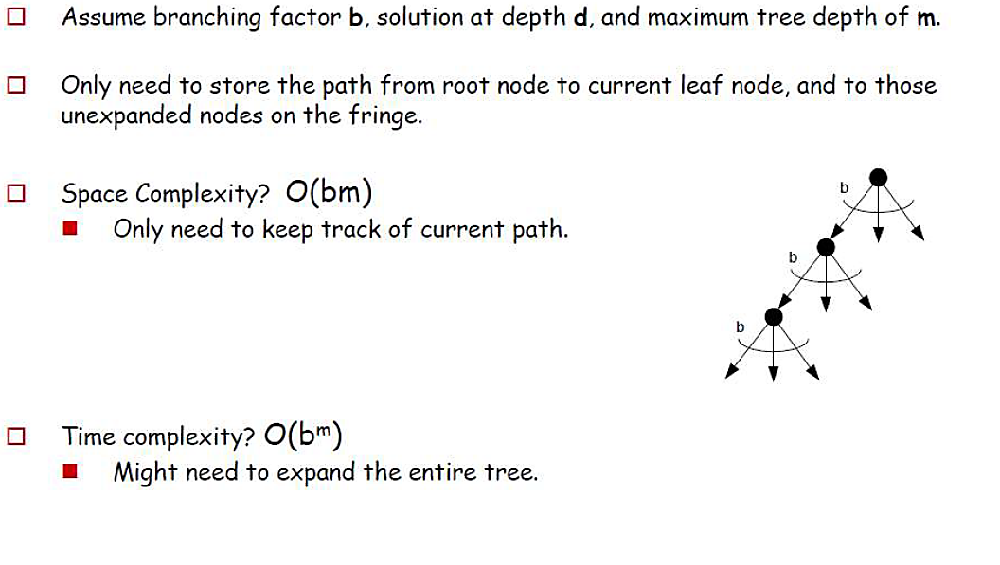 Assume branching factor b, solution at depth d, and maximum tree depth of m.
Only need to store the path from root node to current leaf node, and to those
unexpanded nodes on the fringe.
Space Complexity? O(bm)
Only need to keep track of current path.
b
b
b
Time complexity? O(bᵐ)
Might need to expand the entire tree.